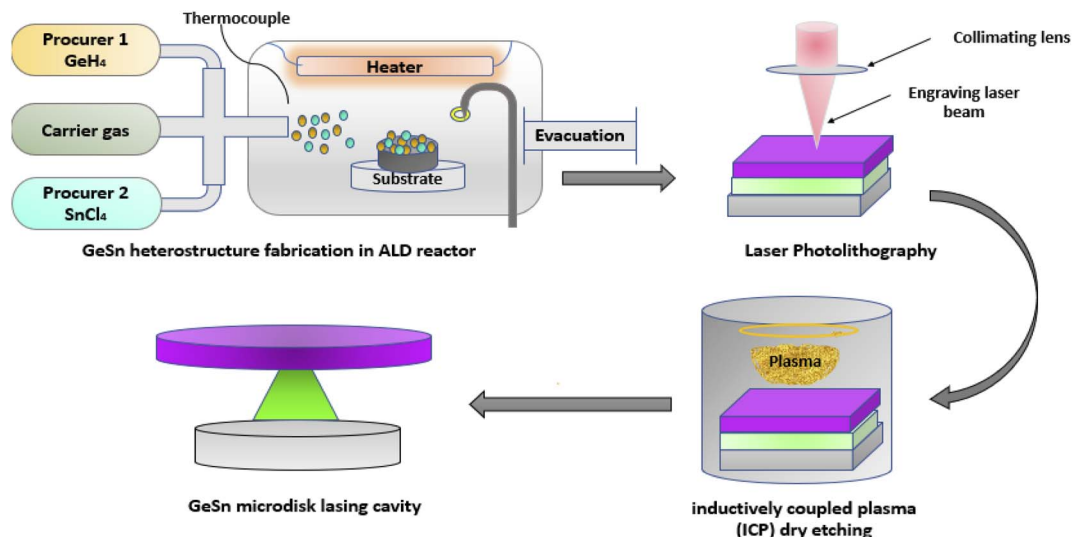 Thermocouple
Procurer 1
GeH₄
Carrier gas
Procurer 2
SnCl₄
Heater
Substrate
Evacuation
GeSn heterostructure fabrication in ALD reactor
Collimating lens
Engraving laser
beam
Laser Photolithography
Plasma
inductively coupled plasma
(ICP) dry etching
GeSn microdisk lasing cavity